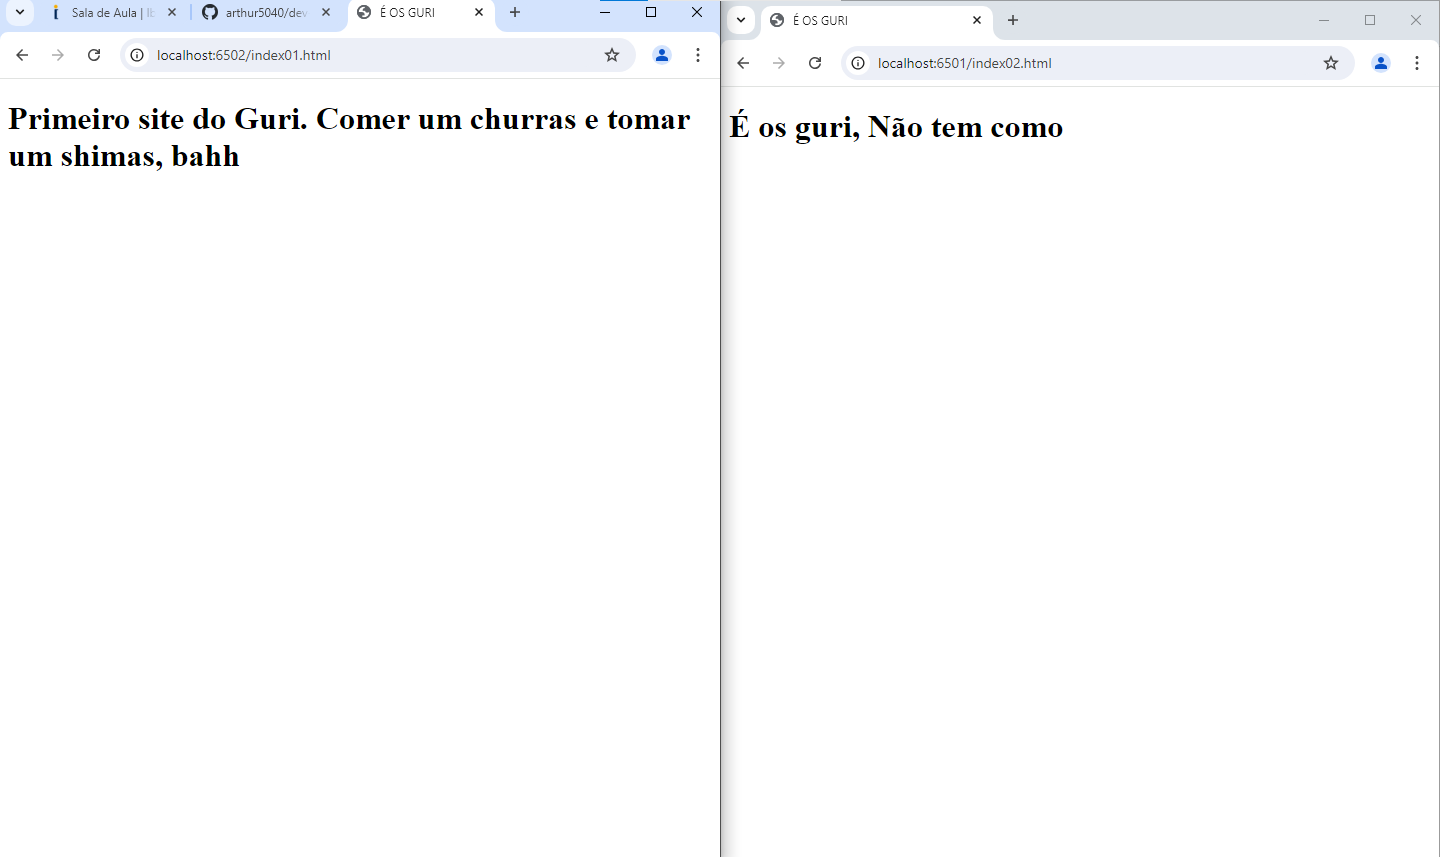 Sala de Aula | Ib
arthur5040/dev
É OS GURI
localhost:6502/index01.html
Primeiro site do Guri. Comer um churras e tomar
um shimas, bahh
É OS GURI
localhost:6501/index02.html
É os guri, Não tem como